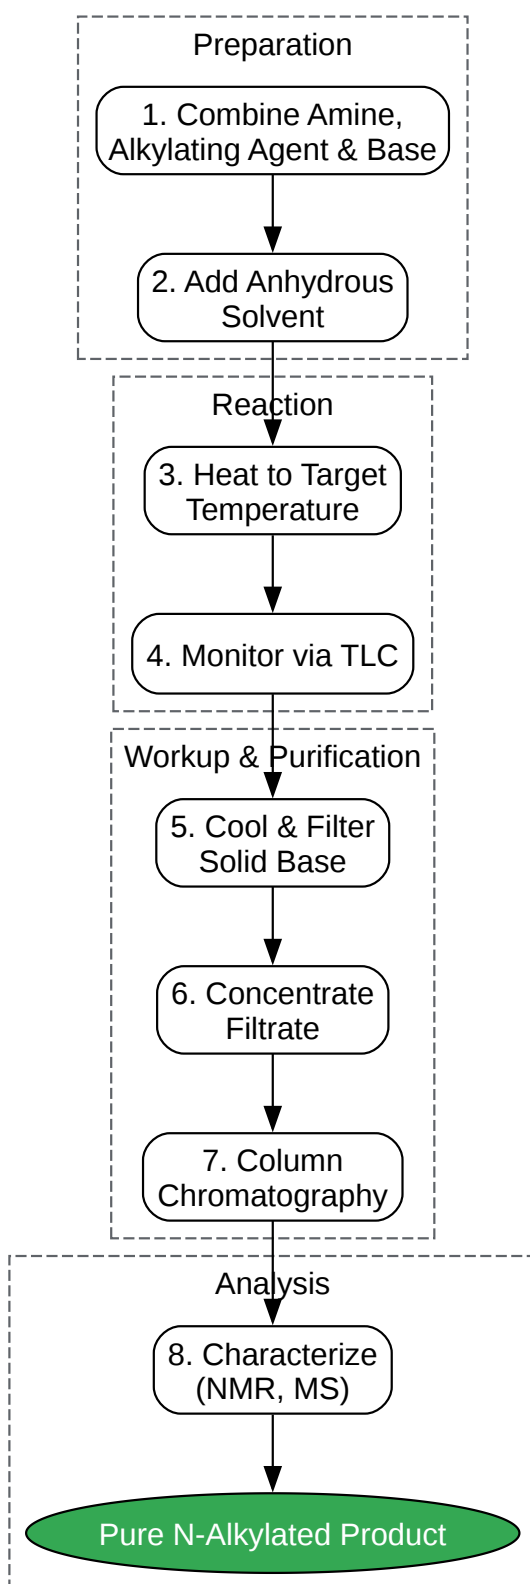 Preparation
1. Combine Amine,
Alkylating Agent & Base
2. Add Anhydrous
Solvent
Reaction
3. Heat to Target
Temperature
4. Monitor via TLC
Workup & Purification
5. Cool & Filter
Solid Base
6. Concentrate
Filtrate
7. Column
Chromatography
Analysis
8. Characterize
(NMR, MS)
Pure N-Alkylated Product